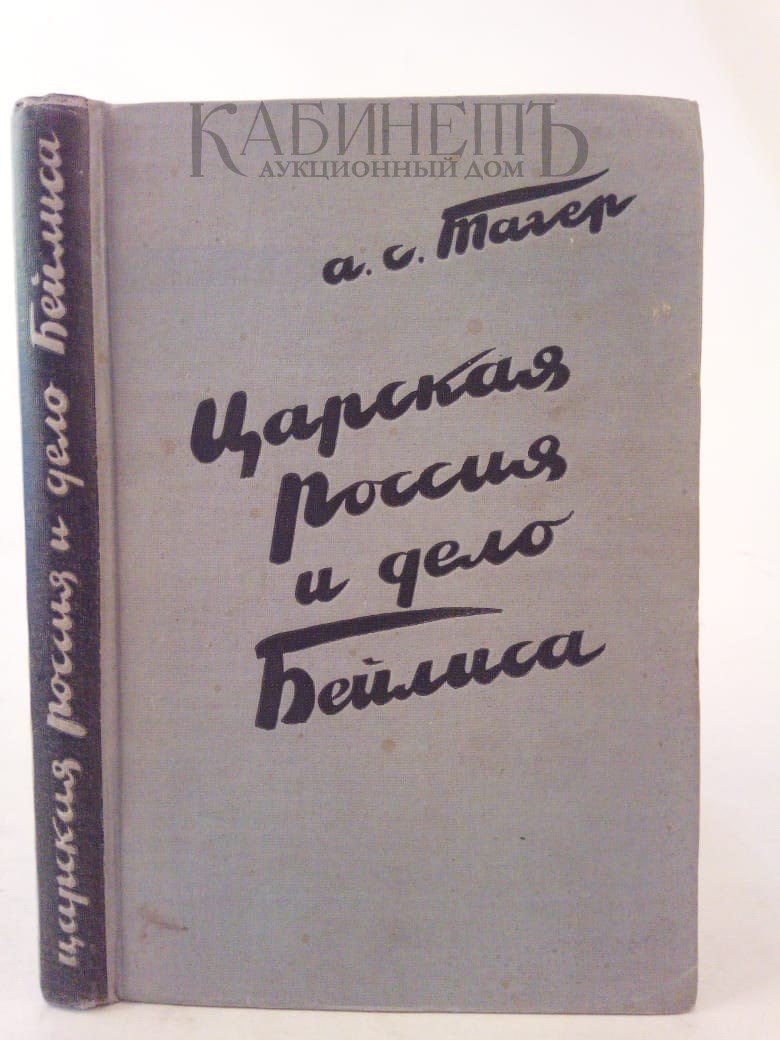 КАБИНЕТЪ
АУКЦИОННЫЙ ДОМ
а. с. Тагер
Царская
Россия
и дело
Бейлиса
царская россия и дело Бейлиса